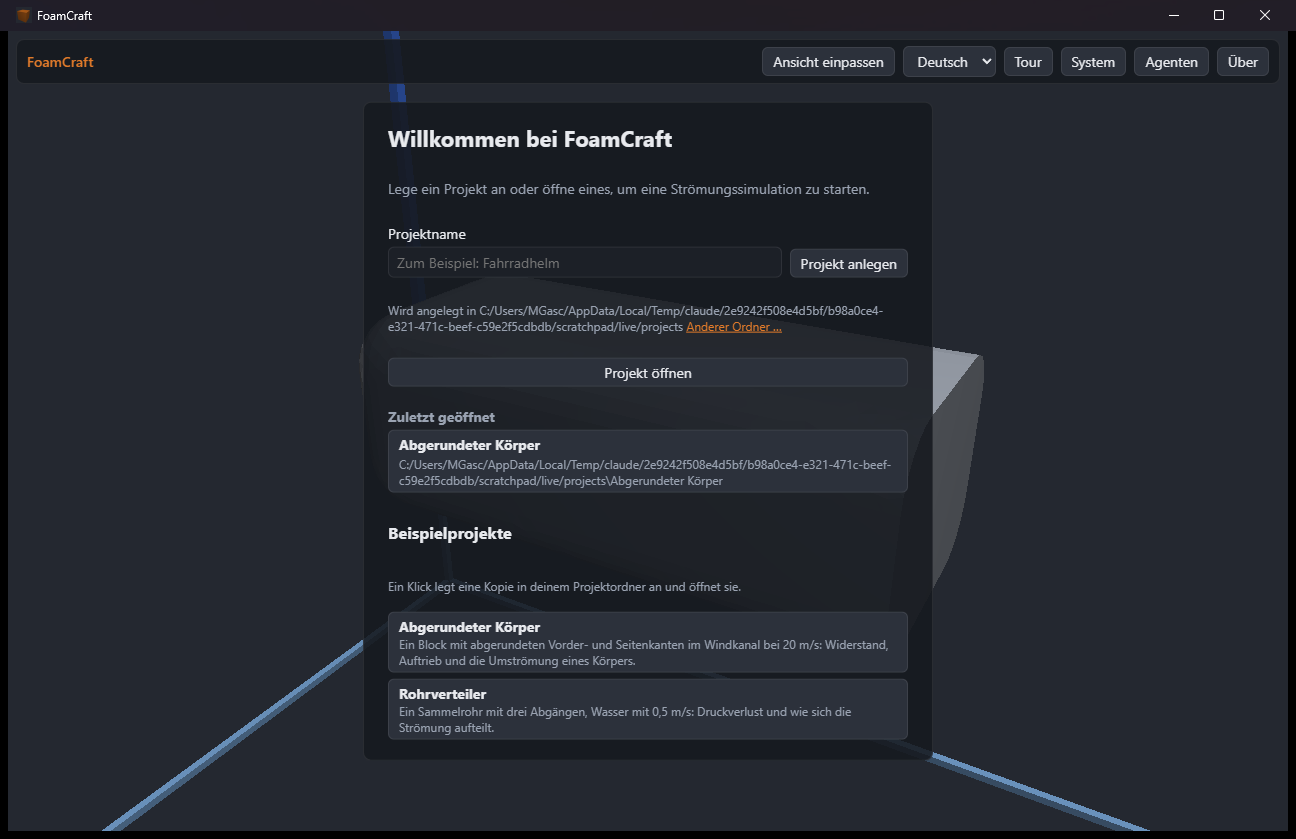 FoamCraft
FoamCraft
Ansicht einpassen
Deutsch
Tour
System
Agenten
Über
Willkommen bei FoamCraft
Lege ein Projekt an oder öffne eines, um eine Strömungssimulation zu starten.
Projektname
Zum Beispiel: Fahrradhelm
Projekt anlegen
Wird angelegt in C:/Users/MGasc/AppData/Local/Temp/claude/2e9242f508e4d5bf/b98a0ce4-
e321-471c-beef-c59e2f5cdbdb/scratchpad/live/projects Anderer Ordner ...
Projekt öffnen
Zuletzt geöffnet
Abgerundeter Körper
C:/Users/MGasc/AppData/Local/Temp/claude/2e9242f508e4d5bf/b98a0ce4-e321-471c-beef-
c59e2f5cdbdb/scratchpad/live/projects\Abgerundeter Körper
Beispielprojekte
Ein Klick legt eine Kopie in deinem Projektordner an und öffnet sie.
Abgerundeter Körper
Ein Block mit abgerundeten Vorder- und Seitenkanten im Windkanal bei 20 m/s: Widerstand,
Auftrieb und die Umströmung eines Körpers.
Rohrverteiler
Ein Sammelrohr mit drei Abgängen, Wasser mit 0,5 m/s: Druckverlust und wie sich die
Strömung aufteilt.